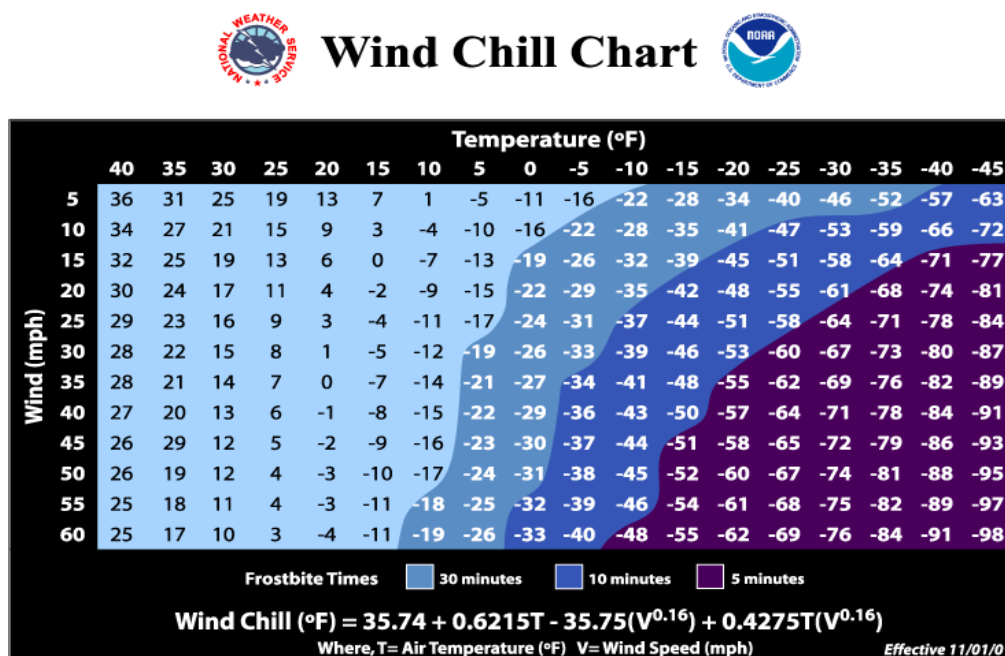 NATIONAL WEATHER SERVICE
Wind Chill Chart
NATIONAL OCEANIC AND ATMOSPHERIC ADMINISTRATION
U.S. DEPARTMENT OF COMMERCE
NOAA
Temperature (ºF)
40 35 30 25 20 15 10 5 0 -5 -10 -15 -20 -25 -30 -35 -40 -45
Wind (mph)
5 36 31 25 19 13 7 1 -5 -11 -16 -22 -28 -34 -40 -46 -52 -57 -63
10 34 27 21 15 9 3 -4 -10 -16 -22 -28 -35 -41 -47 -53 -59 -66 -72
15 32 25 19 13 6 0 -7 -13 -19 -26 -32 -39 -45 -51 -58 -64 -71 -77
20 30 24 17 11 4 -2 -9 -15 -22 -29 -35 -42 -48 -55 -61 -68 -74 -81
25 29 23 16 9 3 -4 -11 -17 -24 -31 -37 -44 -51 -58 -64 -71 -78 -84
30 28 22 15 8 1 -5 -12 -19 -26 -33 -39 -46 -53 -60 -67 -73 -80 -87
35 28 21 14 7 0 -7 -14 -21 -27 -34 -41 -48 -55 -62 -69 -76 -82 -89
40 27 20 13 6 -1 -8 -15 -22 -29 -36 -43 -50 -57 -64 -71 -78 -84 -91
45 26 29 12 5 -2 -9 -16 -23 -30 -37 -44 -51 -58 -65 -72 -79 -86 -93
50 26 19 12 4 -3 -10 -17 -24 -31 -38 -45 -52 -60 -67 -74 -81 -88 -95
55 25 18 11 4 -3 -11 -18 -25 -32 -39 -46 -54 -61 -68 -75 -82 -89 -97
60 25 17 10 3 -4 -11 -19 -26 -33 -40 -48 -55 -62 -69 -76 -84 -91 -98
Frostbite Times 30 minutes 10 minutes 5 minutes
Wind Chill (ºF) = 35.74 + 0.6215T - 35.75(V^0.16) + 0.4275T(V^0.16)
Where, T= Air Temperature (ºF) V= Wind Speed (mph)
Effective 11/01/0